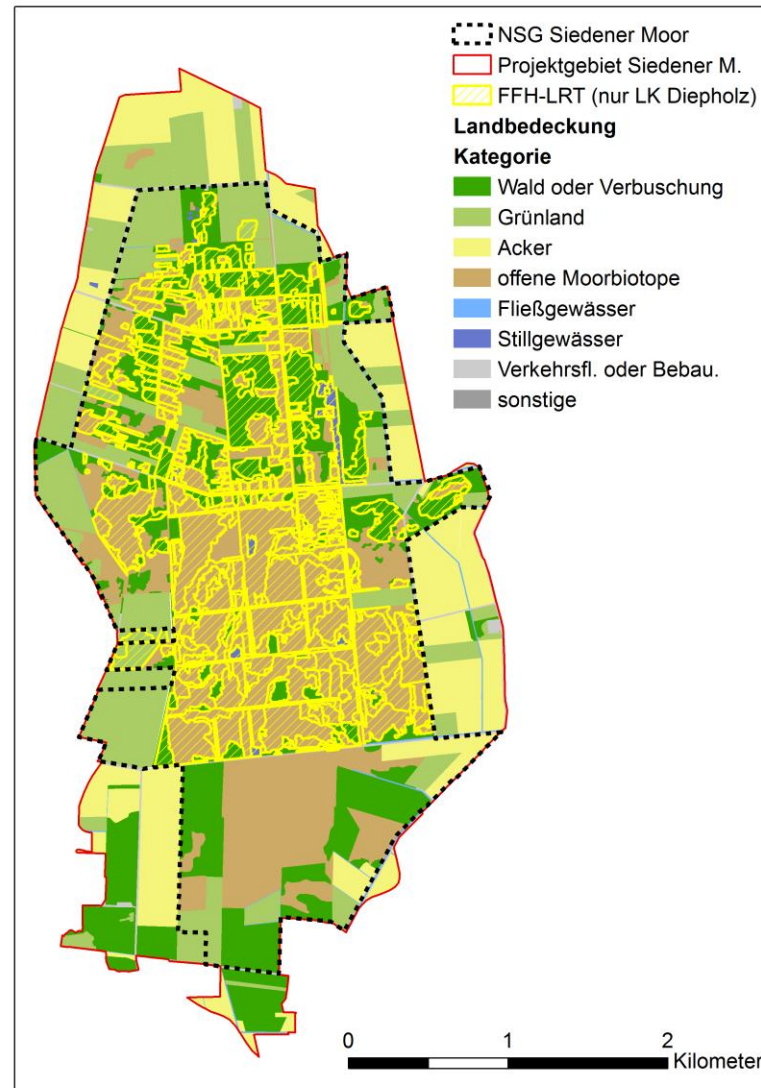 NSG Siedener Moor
Projektgebiet Siedener M.
FFH-LRT (nur LK Diepholz)
Landbedeckung
Kategorie
Wald oder Verbuschung
Grünland
Acker
offene Moorbiotope
Fließgewässer
Stillgewässer
Verkehrsfl. oder Bebau.
sonstige
0 1 2
Kilometer